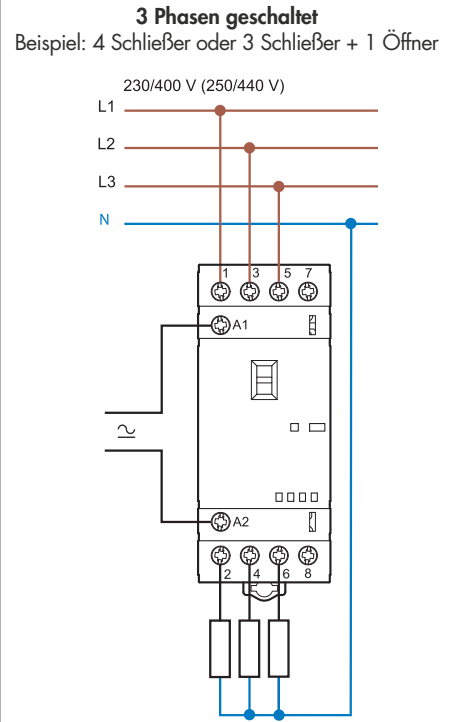 3 Phasen geschaltet
Beispiel: 4 Schließer oder 3 Schließer + 1 Öffner
230/400 V (250/440 V)
L1
L2
L3
N
1 3 5 7
A1
A2
2 4 6 8